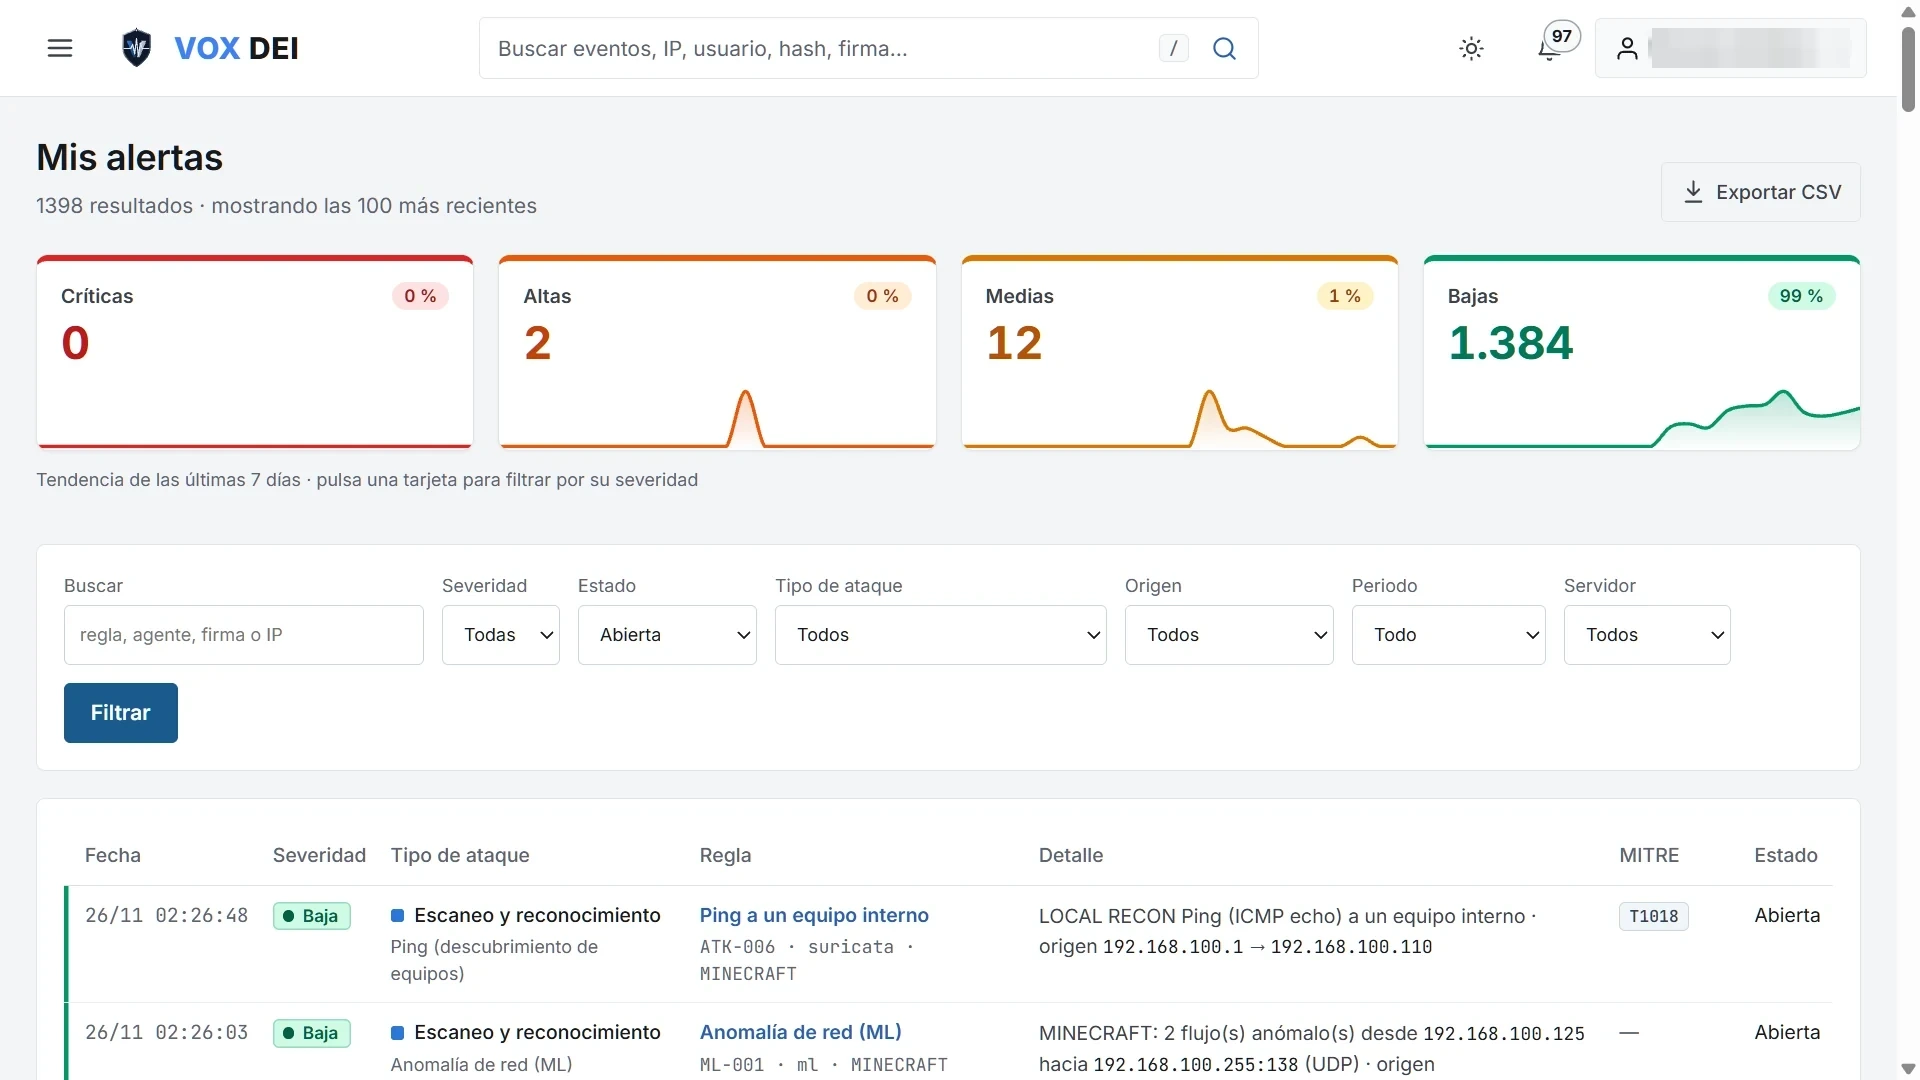 VOX DEI
Buscar eventos, IP, usuario, hash, firma...
/
97
Mis alertas
1398 resultados · mostrando las 100 más recientes
Exportar CSV
Críticas
0 %
0
Altas
0 %
2
Medias
1 %
12
Bajas
99 %
1.384
Tendencia de las últimas 7 días · pulsa una tarjeta para filtrar por su severidad
Buscar
Severidad
Estado
Tipo de ataque
Origen
Periodo
Servidor
regla, agente, firma o IP
Todas
Abierta
Todos
Todos
Todo
Todos
Filtrar
Fecha
Severidad
Tipo de ataque
Regla
Detalle
MITRE
Estado
26/11 02:26:48
Baja
Escaneo y reconocimiento
Ping (descubrimiento de
equipos)
Ping a un equipo interno
ATK-006 · suricata ·
MINECRAFT
LOCAL RECON Ping (ICMP echo) a un equipo interno ·
origen 192.168.100.1 → 192.168.100.110
T1018
Abierta
26/11 02:26:03
Baja
Escaneo y reconocimiento
Anomalía de red (ML)
Anomalía de red (ML)
ML-001 · ml · MINECRAFT
MINECRAFT: 2 flujo(s) anómalo(s) desde 192.168.100.125
hacia 192.168.100.255:138 (UDP) · origen
—
Abierta